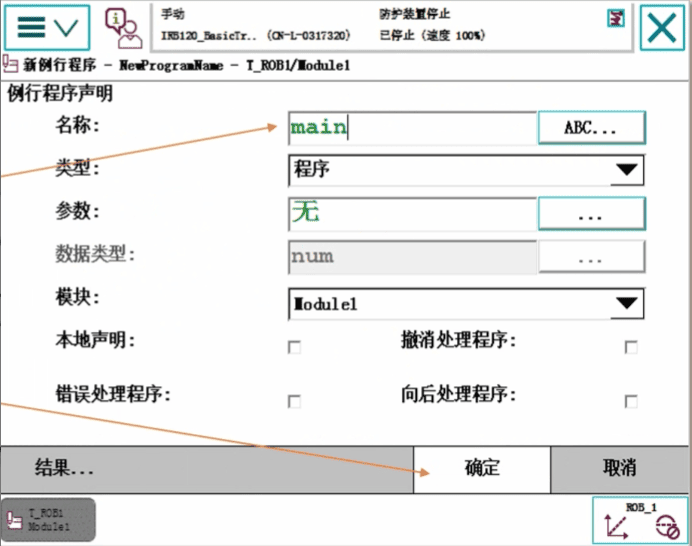 手动
防护装置停止
IRB120_BasicTr.. (CN-L-0317320)
已停止 (速度 100%)
新例行程序 - NewProgramName - T_ROB1/Module1
例行程序声明
名称: main ABC...
类型: 程序
参数: 无 ...
数据类型: num ...
模块: Module1
本地声明: 撤消处理程序:
错误处理程序: 向后处理程序:
结果... 确定 取消
T_ROB1
Module1
ROB_1